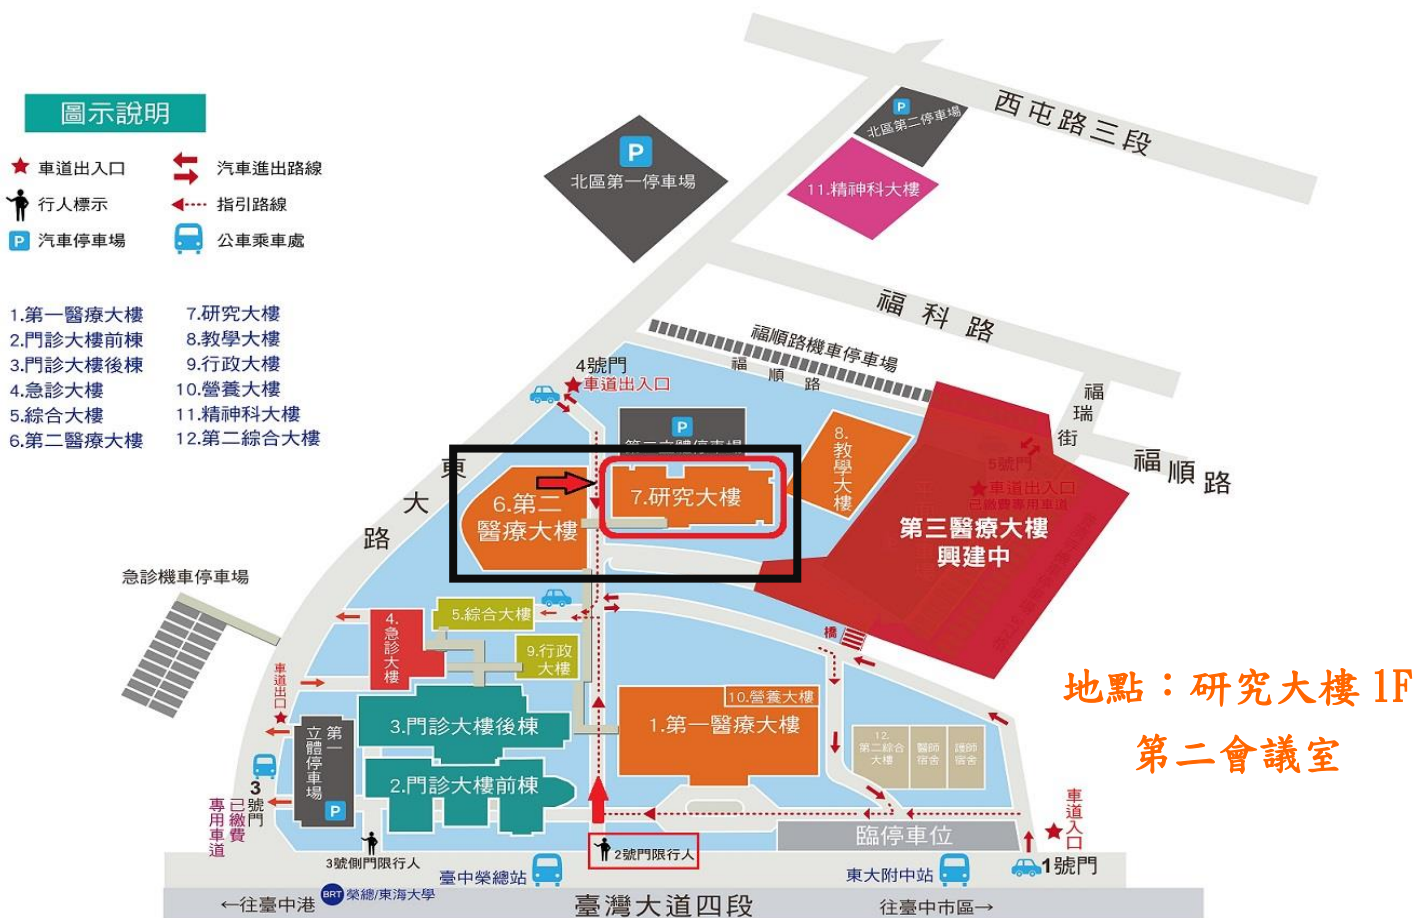 圖示說明
車道出入口
汽車進出路線
行人標示
指引路線
P 汽車停車場
公車乘車處
1.第一醫療大樓
2.門診大樓前棟
3.門診大樓後棟
4.急診大樓
5.綜合大樓
6.第二醫療大樓
7.研究大樓
8.教學大樓
9.行政大樓
10.營養大樓
11.精神科大樓
12.第二綜合大樓
西屯路三段
P
北區第二停車場
P
北區第一停車場
11.精神科大樓
福科路
福順路機車停車場
福順路
福瑞街
福順路
4號門
車道出入口
東大路
P
第二立體停車場
8.教學大樓
7.研究大樓
6.第二
醫療大樓
5號門
車道出入口
已繳費專用車道
第三醫療大樓
興建中
橋
急診機車停車場
4.急診大樓
5.綜合大樓
9.行政
大樓
車道出口
3.門診大樓後棟
2.門診大樓前棟
10.營養大樓
1.第一醫療大樓
12.
第二綜合
大樓
醫師
宿舍
護師
宿舍
第一立體停車場
P
3號門
已繳費
專用車道
地點：研究大樓 1F
第二會議室
車道入口
1號門
臨停車位
3號側門限行人
2號門限行人
臺中榮總站
東大附中站
BRT 榮總/東海大學
←往臺中港
臺灣大道四段
往臺中市區→